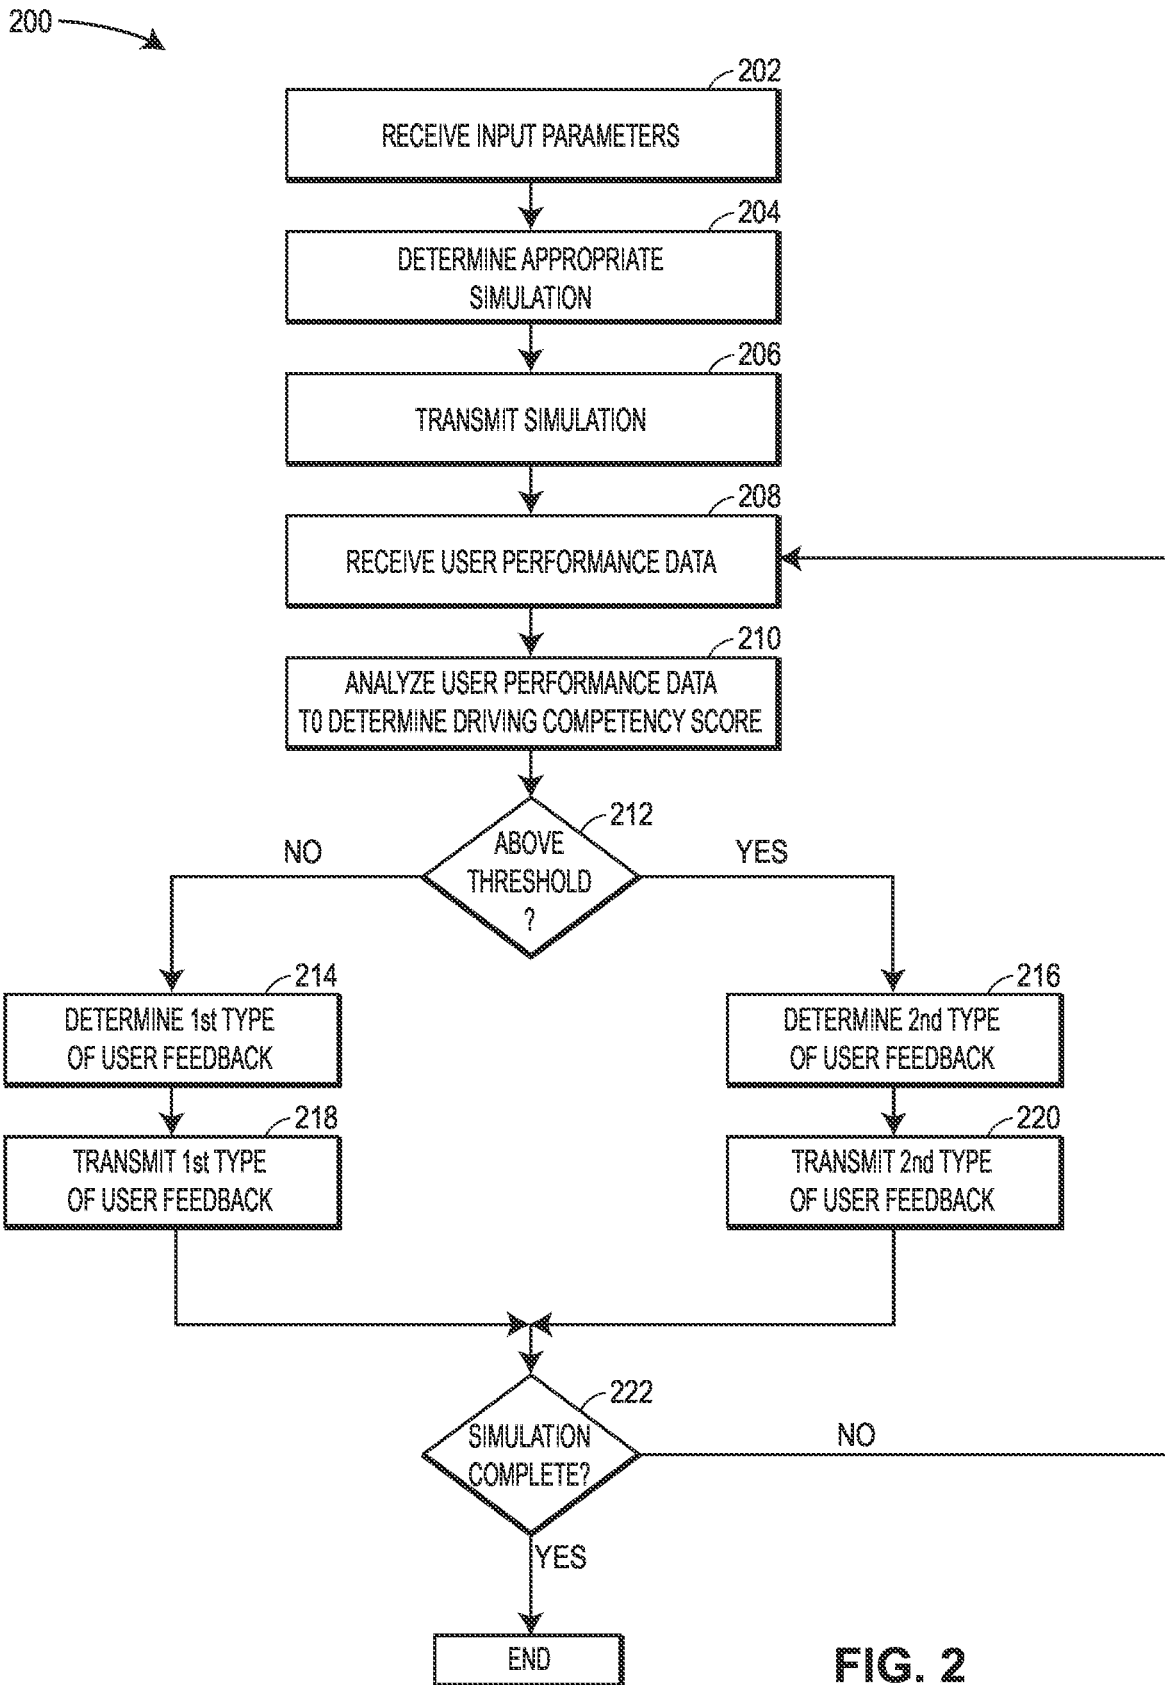 200
202
RECEIVE INPUT PARAMETERS
204
DETERMINE APPROPRIATE
SIMULATION
206
TRANSMIT SIMULATION
208
RECEIVE USER PERFORMANCE DATA
210
ANALYZE USER PERFORMANCE DATA
TO DETERMINE DRIVING COMPETENCY SCORE
212
ABOVE
THRESHOLD
?
NO
YES
214
DETERMINE 1st TYPE
OF USER FEEDBACK
216
DETERMINE 2nd TYPE
OF USER FEEDBACK
218
TRANSMIT 1st TYPE
OF USER FEEDBACK
220
TRANSMIT 2nd TYPE
OF USER FEEDBACK
222
SIMULATION
COMPLETE?
NO
YES
END
FIG. 2